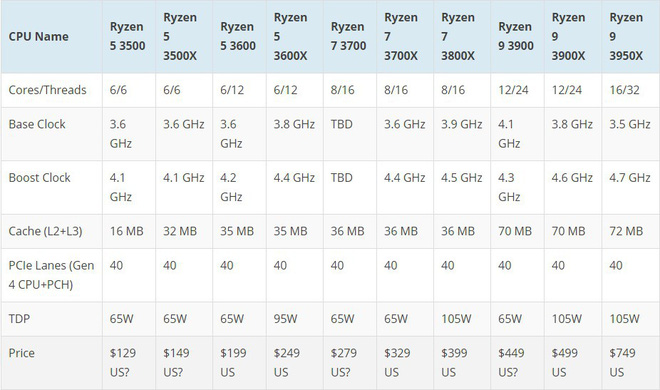 CPU Name Ryzen 5 3500 Ryzen 5 3500X Ryzen 5 3600 Ryzen 5 3600X Ryzen 7 3700 Ryzen 7 3700X Ryzen 7 3800X Ryzen 9 3900 Ryzen 9 3900X Ryzen 9 3950X
Cores/Threads 6/6 6/6 6/12 6/12 8/16 8/16 8/16 12/24 12/24 16/32
Base Clock 3.6 GHz 3.6 GHz 3.6 GHz 3.8 GHz TBD 3.6 GHz 3.9 GHz 4.1 GHz 3.8 GHz 3.5 GHz
Boost Clock 4.1 GHz 4.1 GHz 4.2 GHz 4.4 GHz TBD 4.4 GHz 4.5 GHz 4.3 GHz 4.6 GHz 4.7 GHz
Cache (L2+L3) 16 MB 32 MB 35 MB 35 MB 36 MB 36 MB 36 MB 70 MB 70 MB 72 MB
PCIe Lanes (Gen 4 CPU+PCH) 40 40 40 40 40 40 40 40 40 40
TDP 65W 65W 65W 95W 65W 65W 105W 65W 105W 105W
Price $129 US? $149 US? $199 US $249 US $279 US? $329 US $399 US $449 US? $499 US $749 US